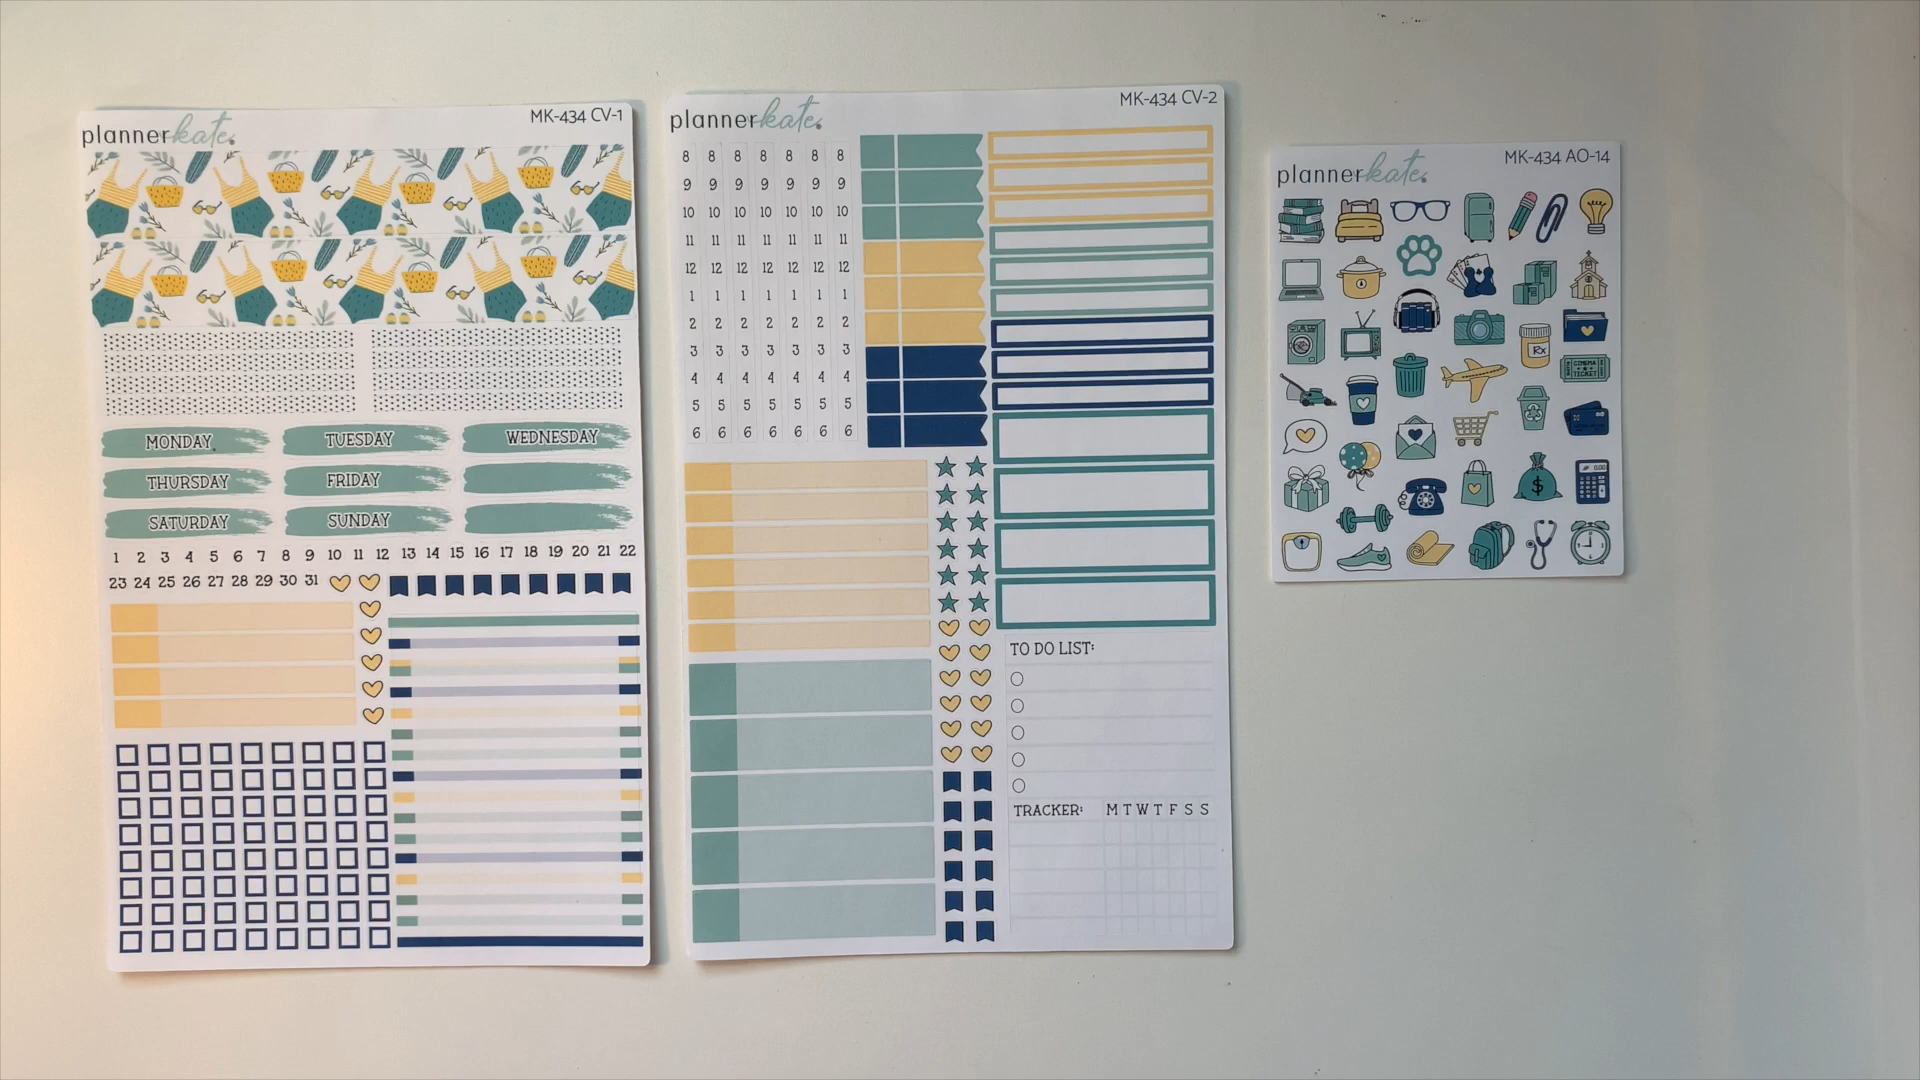 MK-434 CV-1
plannerkate.
MONDAY TUESDAY WEDNESDAY
THURSDAY FRIDAY
SATURDAY SUNDAY
1 2 3 4 5 6 7 8 9 10 11 12 13 14 15 16 17 18 19 20 21 22
23 24 25 26 27 28 29 30 31
MK-434 CV-2
plannerkate.
8 8 8 8 8 8 8
9 9 9 9 9 9 9
10 10 10 10 10 10 10
11 11 11 11 11 11 11
12 12 12 12 12 12 12
1 1 1 1 1 1 1
2 2 2 2 2 2 2
3 3 3 3 3 3 3
4 4 4 4 4 4 4
5 5 5 5 5 5 5
6 6 6 6 6 6 6
TO DO LIST:
TRACKER: M T W T F S S
MK-434 AO-14
plannerkate.
Rx
CINEMA
TICKET
$
0.00